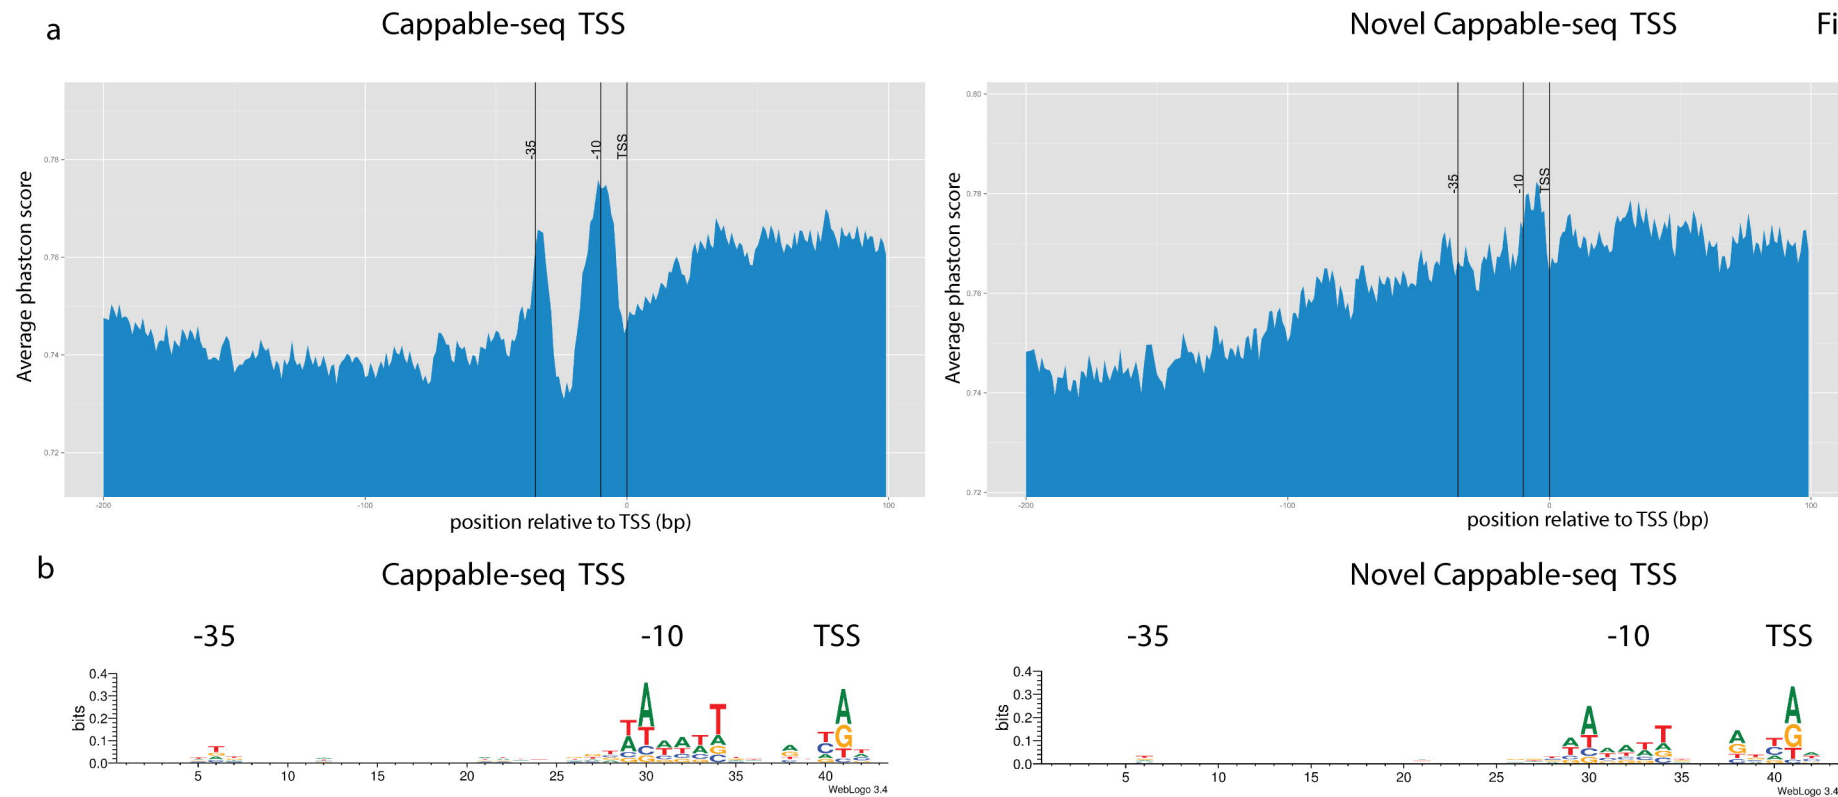 a
Cappable-seq TSS
Novel Cappable-seq TSS
Fi
Average phastcon score
0.78
0.76
0.74
0.72
-35
-10
TSS
-200
-100
0
100
position relative to TSS (bp)
Average phastcon score
0.80
0.78
0.76
0.74
0.72
-35
-10
TSS
-200
-100
0
100
position relative to TSS (bp)
b
Cappable-seq TSS
Novel Cappable-seq TSS
-35 -10 TSS
-35 -10 TSS
bits
0.4
0.3
0.2
0.1
0.0
5 10 15 20 25 30 35 40
WebLogo 3.4
bits
0.4
0.3
0.2
0.1
0.0
5 10 15 20 25 30 35 40
WebLogo 3.4